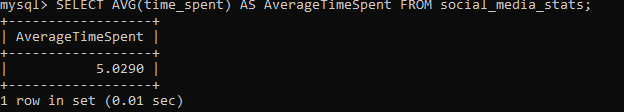 mysql> SELECT AVG(time_spent) AS AverageTimeSpent FROM social_media_stats;
+------------------+
| AverageTimeSpent |
+------------------+
|           5.0290 |
+------------------+
1 row in set (0.01 sec)